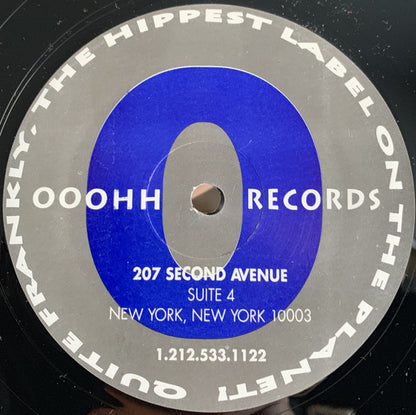 QUITE FRANKLY, THE HIPPEST LABEL ON THE PLANET!
OOOHH RECORDS
207 SECOND AVENUE
SUITE 4
NEW YORK, NEW YORK 10003
1.212.533.1122